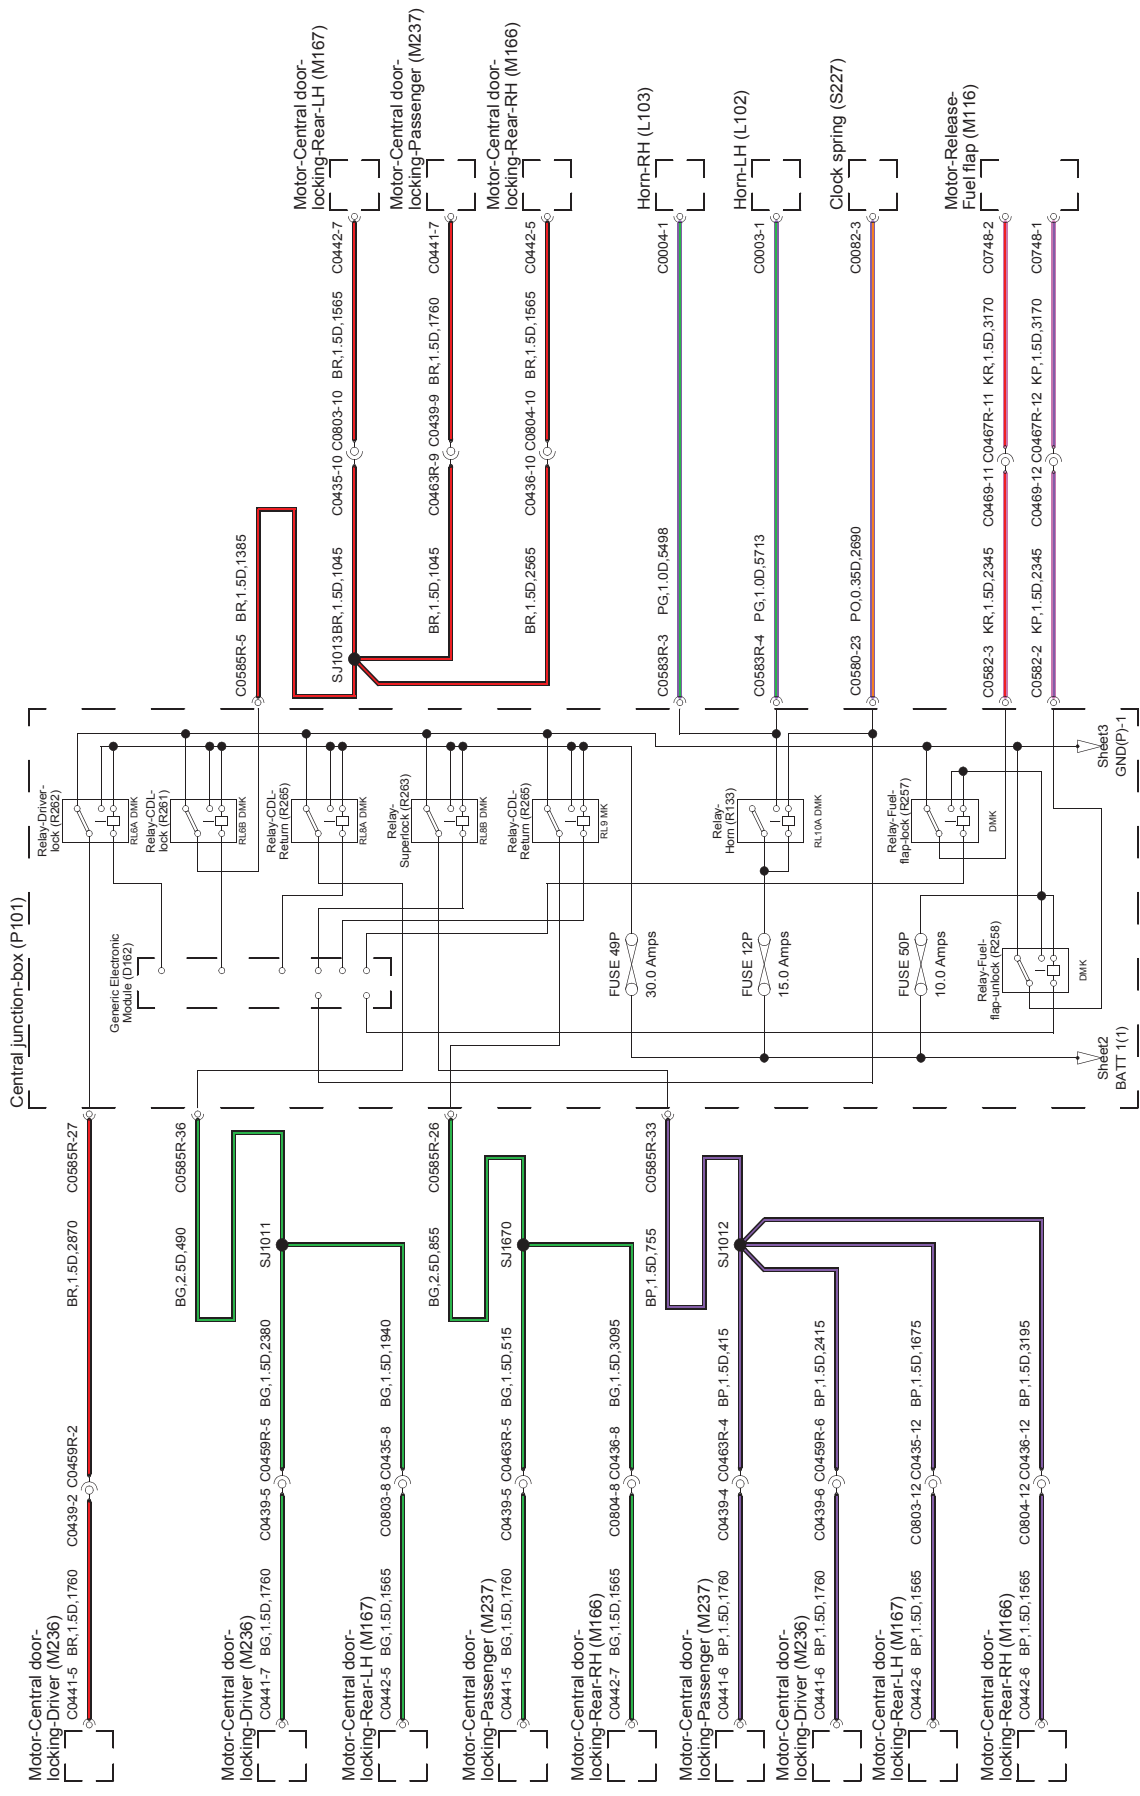 Motor-Central door-
locking-Rear-LH (M167)
C0442-7
BR,1.5D,1565
C0803-10
C0435-10
BR,1.5D,1045
SJ1013
Motor-Central door-
locking-Passenger (M237)
C0441-7
BR,1.5D,1760
C0439-9
C0463R-9
BR,1.5D,1045
Motor-Central door-
locking-Rear-RH (M166)
C0442-5
BR,1.5D,1565
C0804-10
C0436-10
BR,1.5D,2565
C0585R-5
BR,1.5D,1385
Horn-RH (L103)
C0004-1
PG,1.0D,5498
C0583R-3
Horn-LH (L102)
C0003-1
PG,1.0D,5713
C0583R-4
Clock spring (S227)
C0082-3
PO,0.35D,2690
C0580-23
Motor-Release-
Fuel flap (M116)
C0748-2
KR,1.5D,3170
C0467R-11
C0469-11
KR,1.5D,2345
C0582-3
C0748-1
KP,1.5D,3170
C0467R-12
C0469-12
KP,1.5D,2345
C0582-2
Central junction-box (P101)
Relay-Driver-
lock (R262)
RL6A DMK
Relay-CDL-
lock (R261)
RL6B DMK
Relay-CDL-
Return (R265)
RL8A DMK
Relay-
Superlock (R263)
RL8B DMK
Relay-CDL-
Return (R265)
RL9 MK
Relay-
Horn (R133)
RL10A DMK
Relay-Fuel-
flap-lock (R257)
DMK
Relay-Fuel-
flap-unlock (R258)
DMK
Generic Electronic
Module (D162)
FUSE 49P
30.0 Amps
FUSE 12P
15.0 Amps
FUSE 50P
10.0 Amps
Sheet3
GND(P)-1
Sheet2
BATT 1(1)
C0585R-27
BR,1.5D,2870
C0459R-2
C0439-2
BR,1.5D,1760
C0441-5
Motor-Central door-
locking-Driver (M236)
C0585R-36
BG,2.5D,490
SJ1011
BG,1.5D,2380
C0459R-5
C0439-5
BG,1.5D,1760
C0441-7
Motor-Central door-
locking-Driver (M236)
BG,1.5D,1940
C0435-8
C0803-8
BG,1.5D,1565
C0442-5
Motor-Central door-
locking-Rear-LH (M167)
C0585R-26
BG,2.5D,855
SJ1670
BG,1.5D,515
C0463R-5
C0439-5
BG,1.5D,1760
C0441-5
Motor-Central door-
locking-Passenger (M237)
BG,1.5D,3095
C0436-8
C0804-8
BG,1.5D,1565
C0442-7
Motor-Central door-
locking-Rear-RH (M166)
C0585R-33
BP,1.5D,755
SJ1012
BP,1.5D,415
C0463R-4
C0439-4
BP,1.5D,1760
C0441-6
Motor-Central door-
locking-Passenger (M237)
BP,1.5D,2415
C0459R-6
C0439-6
BP,1.5D,1760
C0441-6
Motor-Central door-
locking-Driver (M236)
BP,1.5D,1675
C0435-12
C0803-12
BP,1.5D,1565
C0442-6
Motor-Central door-
locking-Rear-LH (M167)
BP,1.5D,3195
C0436-12
C0804-12
BP,1.5D,1565
C0442-6
Motor-Central door-
locking-Rear-RH (M166)